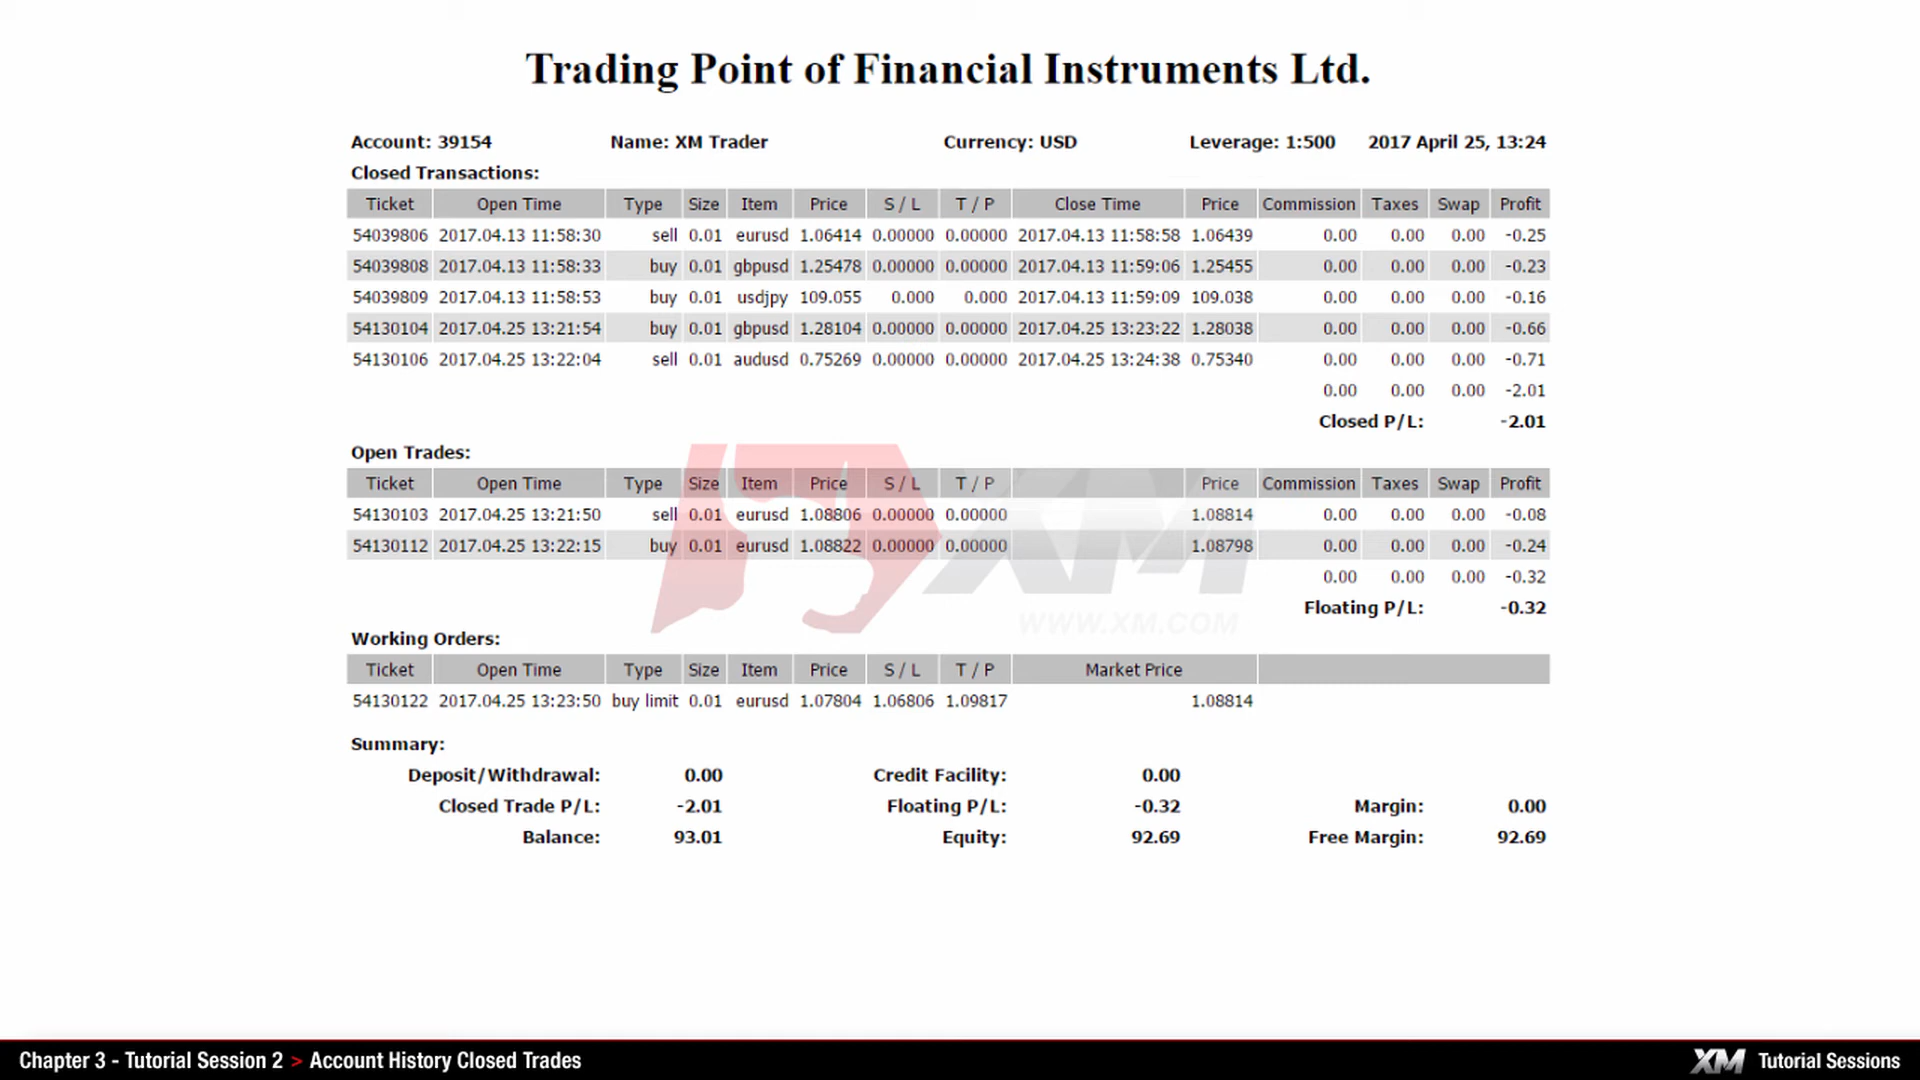 Trading Point of Financial Instruments Ltd.
Account: 39154 Name: XM Trader Currency: USD Leverage: 1:500 2017 April 25, 13:24
Closed Transactions:
Ticket Open Time Type Size Item Price S / L T / P Close Time Price Commission Taxes Swap Profit
54039806 2017.04.13 11:58:30 sell 0.01 eurusd 1.06414 0.00000 0.00000 2017.04.13 11:58:58 1.06439 0.00 0.00 0.00 -0.25
54039808 2017.04.13 11:58:33 buy 0.01 gbpusd 1.25478 0.00000 0.00000 2017.04.13 11:59:06 1.25455 0.00 0.00 0.00 -0.23
54039809 2017.04.13 11:58:53 buy 0.01 usdjpy 109.055 0.000 0.000 2017.04.13 11:59:09 109.038 0.00 0.00 0.00 -0.16
54130104 2017.04.25 13:21:54 buy 0.01 gbpusd 1.28104 0.00000 0.00000 2017.04.25 13:23:22 1.28038 0.00 0.00 0.00 -0.66
54130106 2017.04.25 13:22:04 sell 0.01 audusd 0.75269 0.00000 0.00000 2017.04.25 13:24:38 0.75340 0.00 0.00 0.00 -0.71
0.00 0.00 0.00 -2.01
Closed P/L: -2.01
Open Trades:
Ticket Open Time Type Size Item Price S / L T / P Price Commission Taxes Swap Profit
54130103 2017.04.25 13:21:50 sell 0.01 eurusd 1.08806 0.00000 0.00000 1.08814 0.00 0.00 0.00 -0.08
54130112 2017.04.25 13:22:15 buy 0.01 eurusd 1.08822 0.00000 0.00000 1.08798 0.00 0.00 0.00 -0.24
0.00 0.00 0.00 -0.32
XM
Floating P/L: -0.32
WWW.XM.COM
Working Orders:
Ticket Open Time Type Size Item Price S / L T / P Market Price
54130122 2017.04.25 13:23:50 buy limit 0.01 eurusd 1.07804 1.06806 1.09817 1.08814
Summary:
Deposit/Withdrawal: 0.00 Credit Facility: 0.00
Closed Trade P/L: -2.01 Floating P/L: -0.32 Margin: 0.00
Balance: 93.01 Equity: 92.69 Free Margin: 92.69
Chapter 3 - Tutorial Session 2 > Account History Closed Trades XM Tutorial Sessions